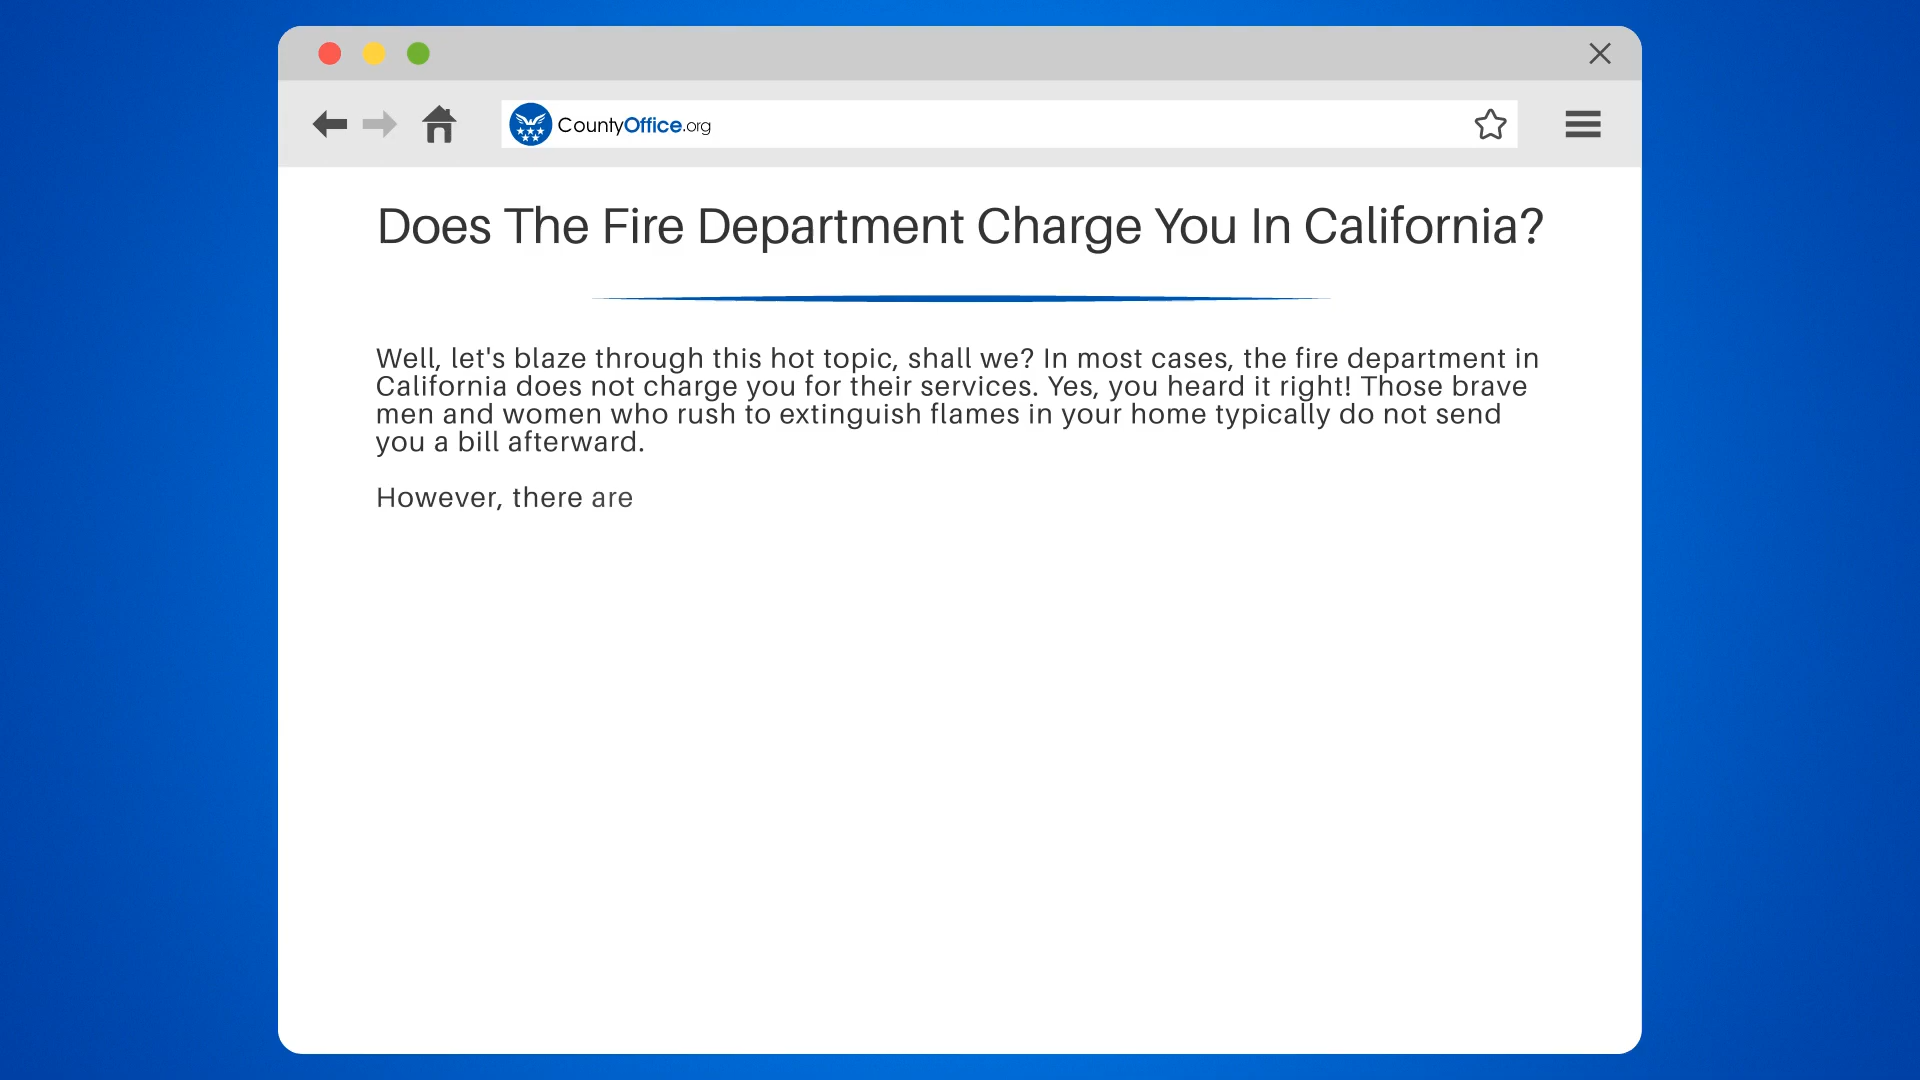 CountyOffice.org
Does The Fire Department Charge You In California?
Well, let's blaze through this hot topic, shall we? In most cases, the fire department in
California does not charge you for their services. Yes, you heard it right! Those brave
men and women who rush to extinguish flames in your home typically do not send
you a bill afterward.
However, there are